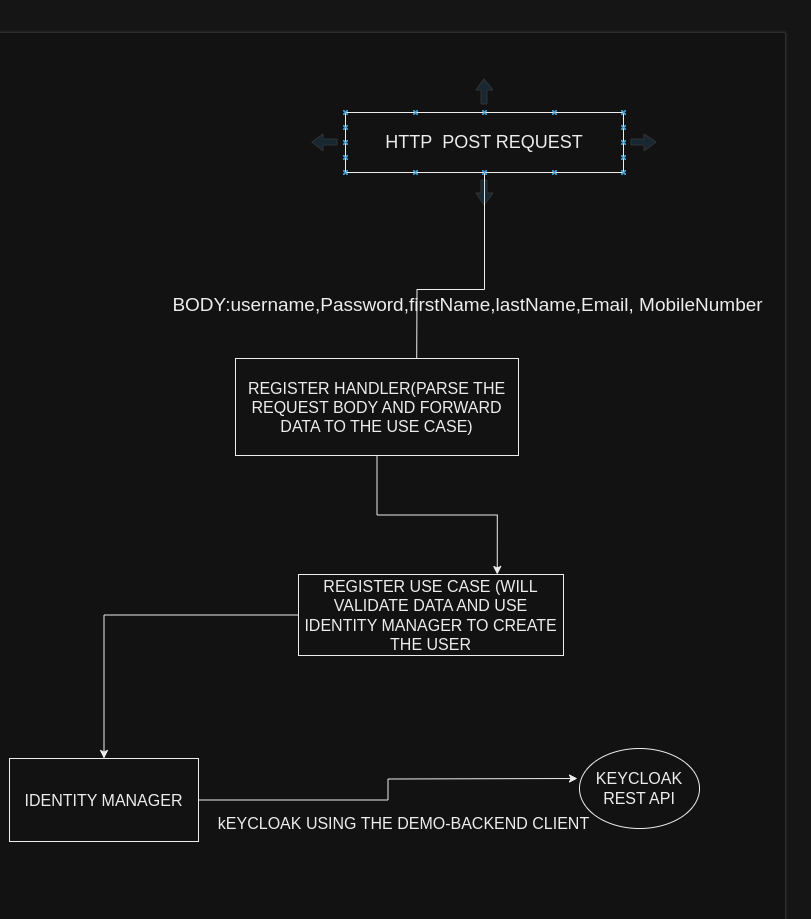 HTTP  POST REQUEST
BODY:username,Password,firstName,lastName,Email, MobileNumber
REGISTER HANDLER(PARSE THE
REQUEST BODY AND FORWARD
DATA TO THE USE CASE)
REGISTER USE CASE (WILL
VALIDATE DATA AND USE
IDENTITY MANAGER TO CREATE
THE USER
IDENTITY MANAGER
KEYCLOAK
REST API
kEYCLOAK USING THE DEMO-BACKEND CLIENT